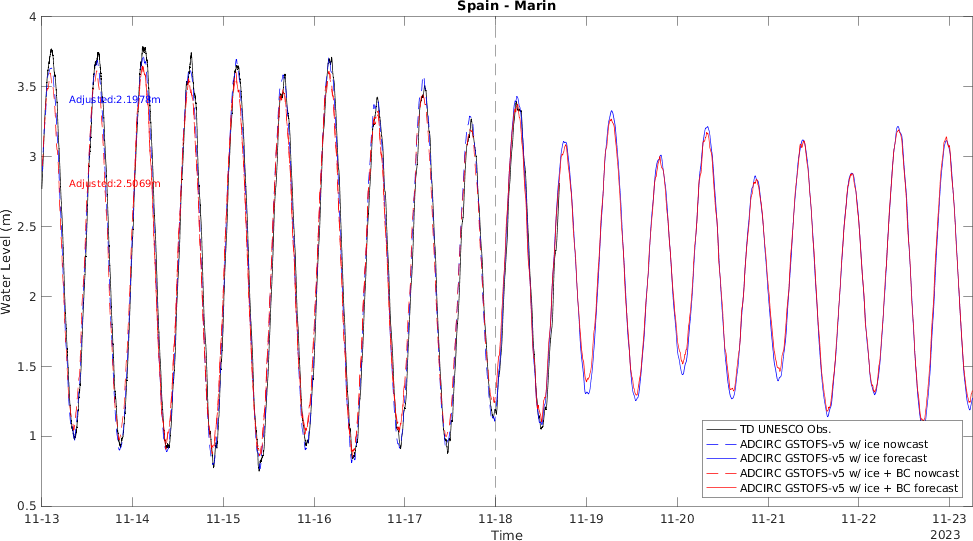 Spain - Marin
4
3.5
3
2.5
2
1.5
1
0.5
Water Level (m)
Adjusted:2.1978m
Adjusted:2.5069m
TD UNESCO Obs.
ADCIRC GSTOFS-v5 w/ ice nowcast
ADCIRC GSTOFS-v5 w/ ice forecast
ADCIRC GSTOFS-v5 w/ ice + BC nowcast
ADCIRC GSTOFS-v5 w/ ice + BC forecast
11-13 11-14 11-15 11-16 11-17 11-18 11-19 11-20 11-21 11-22 11-23
2023
Time